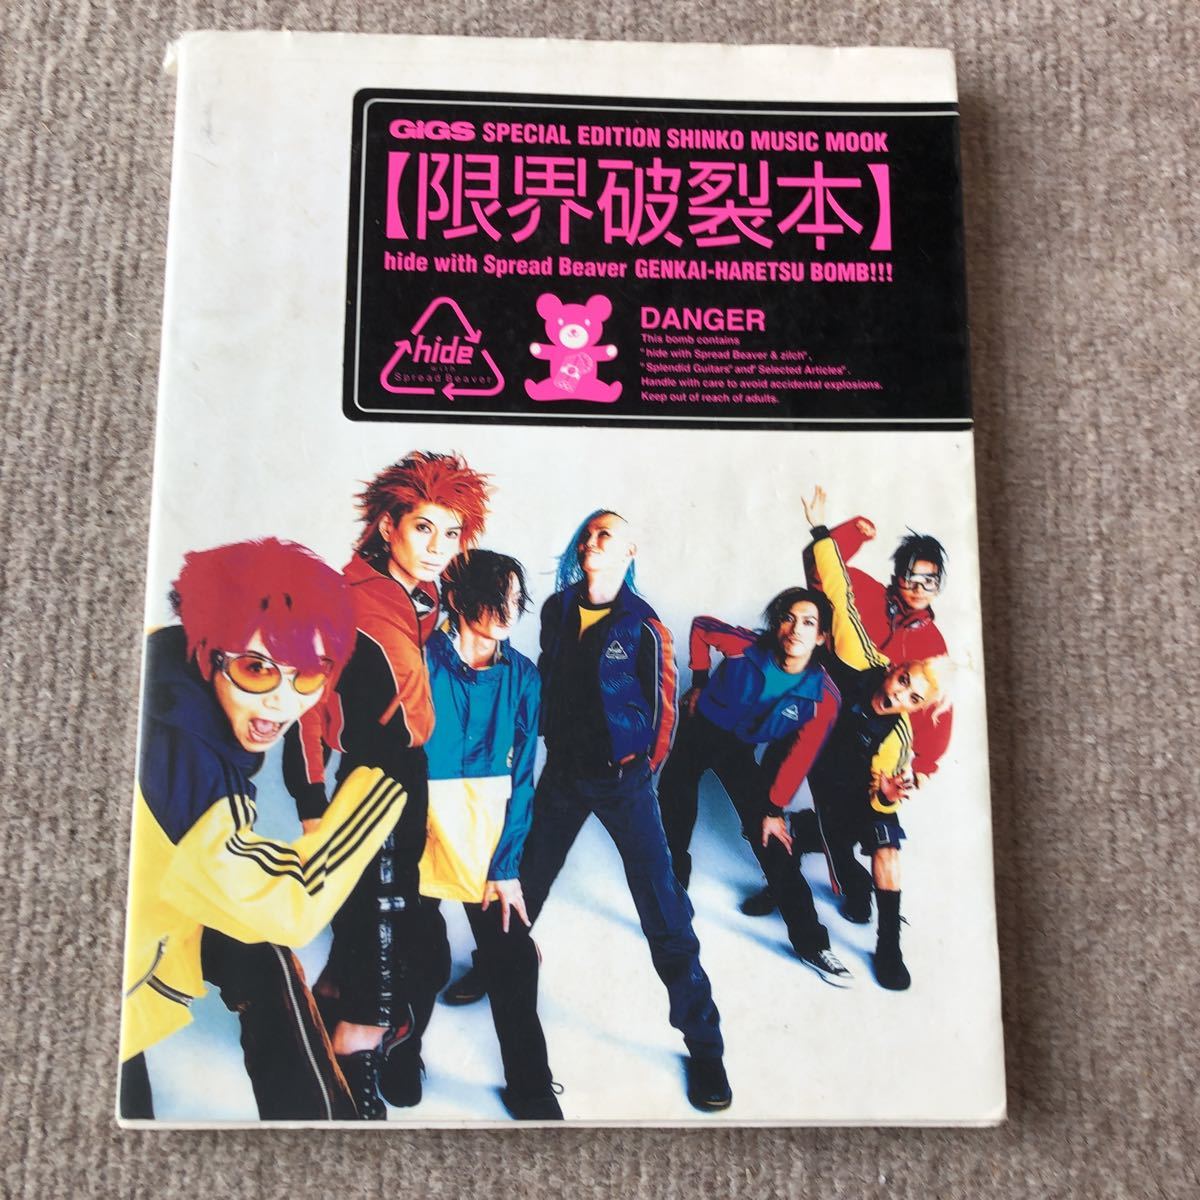 GiGS SPECIAL EDITION SHINKO MUSIC MOOK
【限界破裂本】
hide with Spread Beaver GENKAI-HARETSU BOMB!!!
hide
with
Spread Beaver
DANGER
This bomb contains
"hide with Spread Beaver & zilch",
"Splendid Guitars" and "Selected Articles".
Handle with care to avoid accidental explosions.
Keep out of reach of adults.